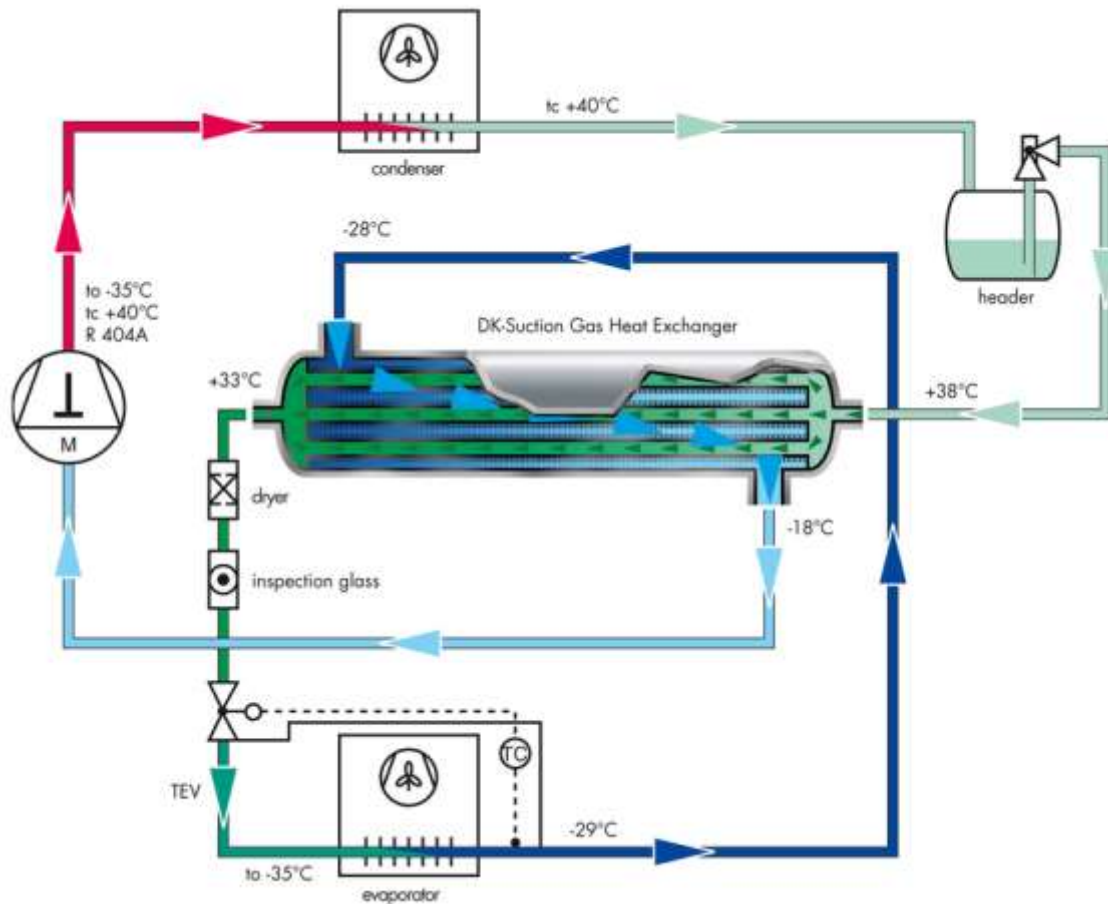 tc +40°C
condenser
-28°C
to -35°C
tc +40°C
R 404A
header
DK-Suction Gas Heat Exchanger
+33°C
+38°C
M
dryer
-18°C
inspection glass
TC
TEV
-29°C
to -35°C
evaporator